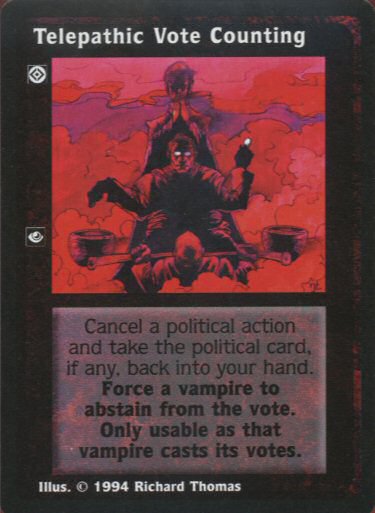 Telepathic Vote Counting
Cancel a political action
and take the political card,
if any, back into your hand.
Force a vampire to
abstain from the vote.
Only usable as that
vampire casts its votes.
Illus. © 1994 Richard Thomas